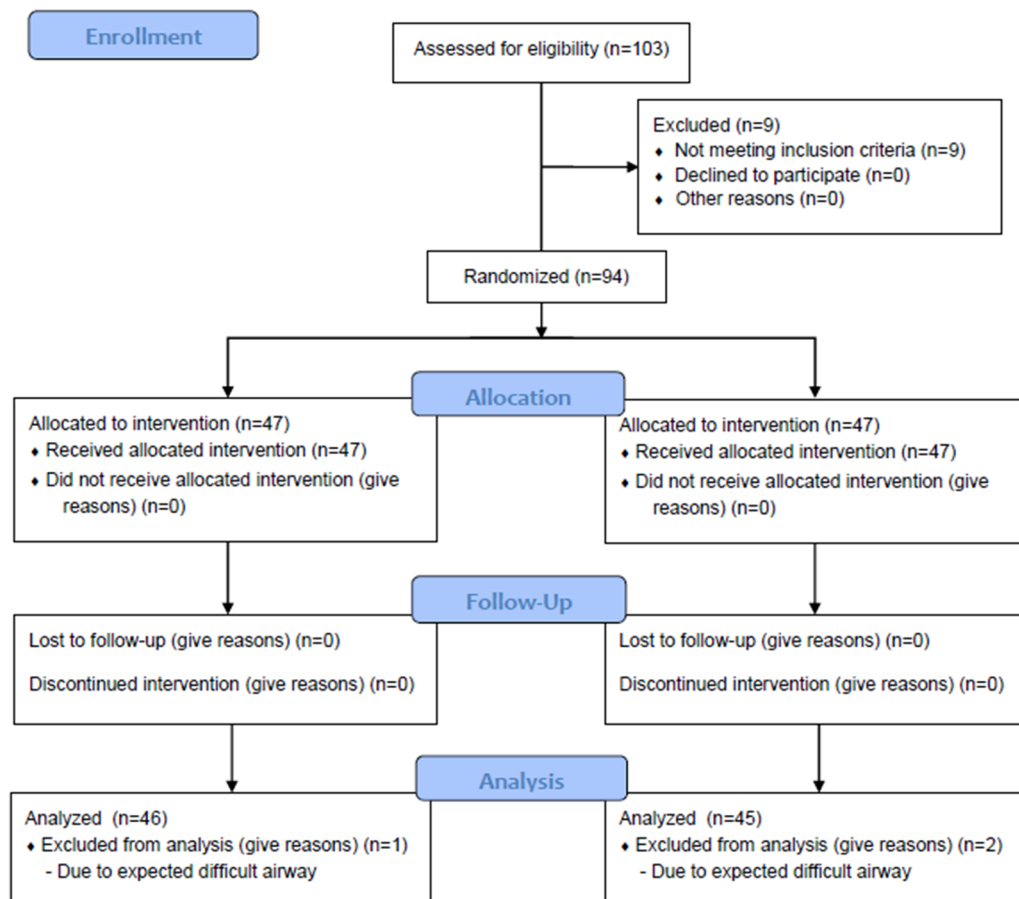 Enrollment
Assessed for eligibility (n=103)
Excluded (n=9)
♦ Not meeting inclusion criteria (n=9)
♦ Declined to participate (n=0)
♦ Other reasons (n=0)
Randomized (n=94)
Allocation
Allocated to intervention (n=47)
♦ Received allocated intervention (n=47)
♦ Did not receive allocated intervention (give
reasons) (n=0)
Allocated to intervention (n=47)
♦ Received allocated intervention (n=47)
♦ Did not receive allocated intervention (give
reasons) (n=0)
Follow-Up
Lost to follow-up (give reasons) (n=0)
Discontinued intervention (give reasons) (n=0)
Lost to follow-up (give reasons) (n=0)
Discontinued intervention (give reasons) (n=0)
Analysis
Analyzed (n=46)
♦ Excluded from analysis (give reasons) (n=1)
- Due to expected difficult airway
Analyzed (n=45)
♦ Excluded from analysis (give reasons) (n=2)
- Due to expected difficult airway